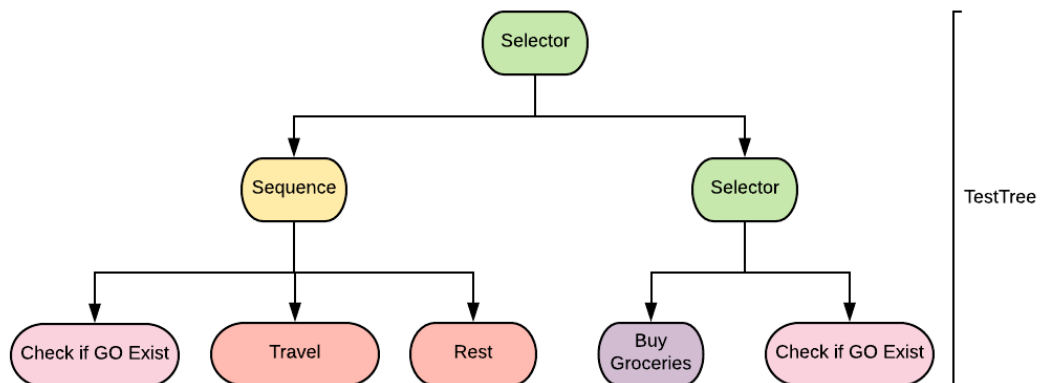 Selector
Sequence
Selector
TestTree
Check if GO Exist
Travel
Rest
Buy
Groceries
Check if GO Exist